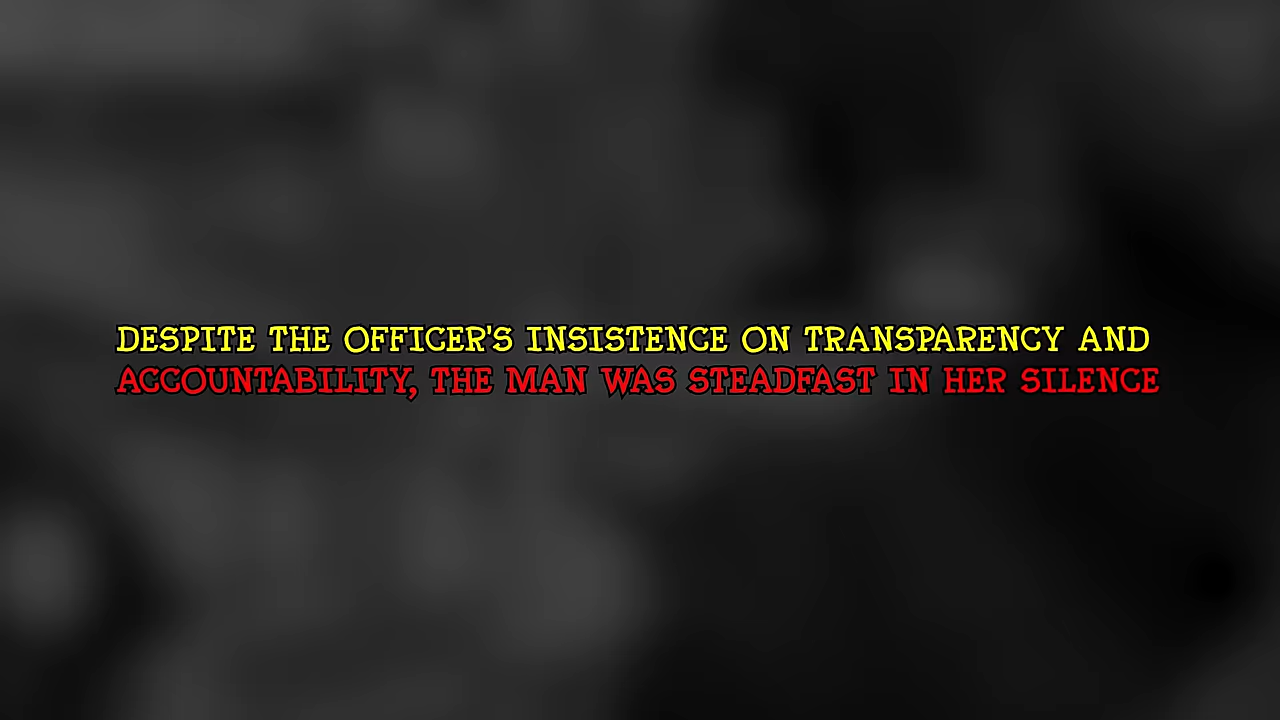 DESPITE THE OFFICER'S INSISTENCE ON TRANSPARENCY AND
ACCOUNTABILITY, THE MAN WAS STEADFAST IN HER SILENCE